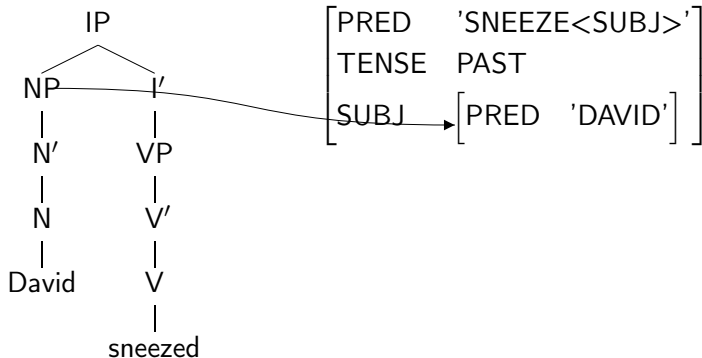 IP
NP I′
N′ VP
N V′
David V
sneezed
PRED 'SNEEZE<SUBJ>'
TENSE PAST
SUBJ PRED 'DAVID'